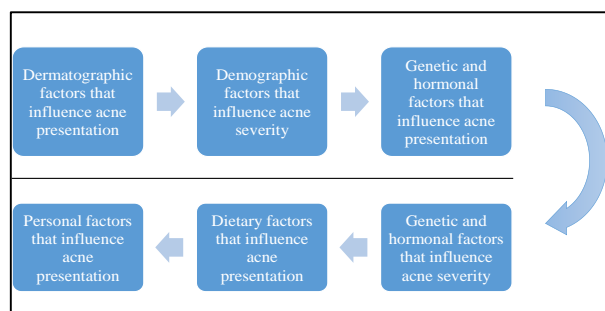 Dermatographic
factors that
influence acne
presentation
Demographic
factors that
influence acne
severity
Genetic and
hormonal
factors that
influence acne
presentation
Personal factors
that influence
acne
presentation
Dietary factors
that influence
acne
presentation
Genetic and
hormonal factors
that influence
acne severity